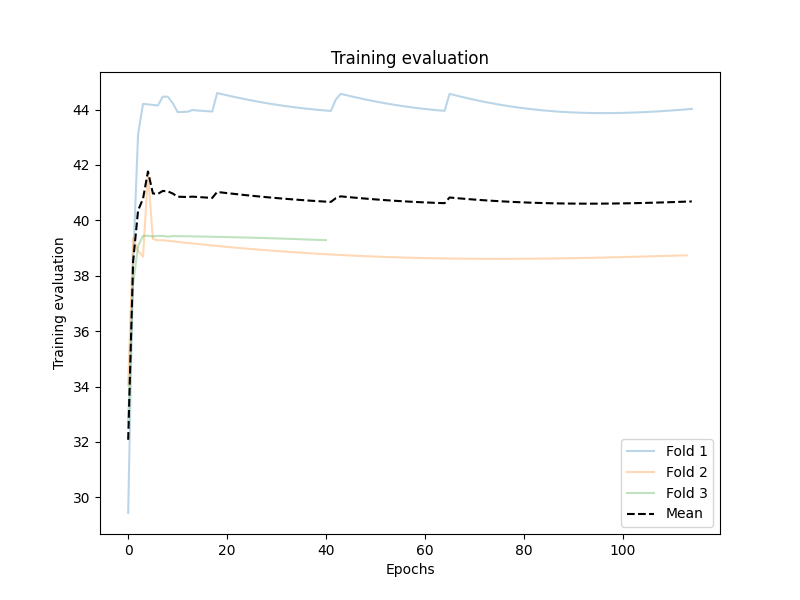 Training evaluation
Training evaluation
44
42
40
38
36
34
32
30
0 20 40 60 80 100
Epochs
Fold 1
Fold 2
Fold 3
Mean